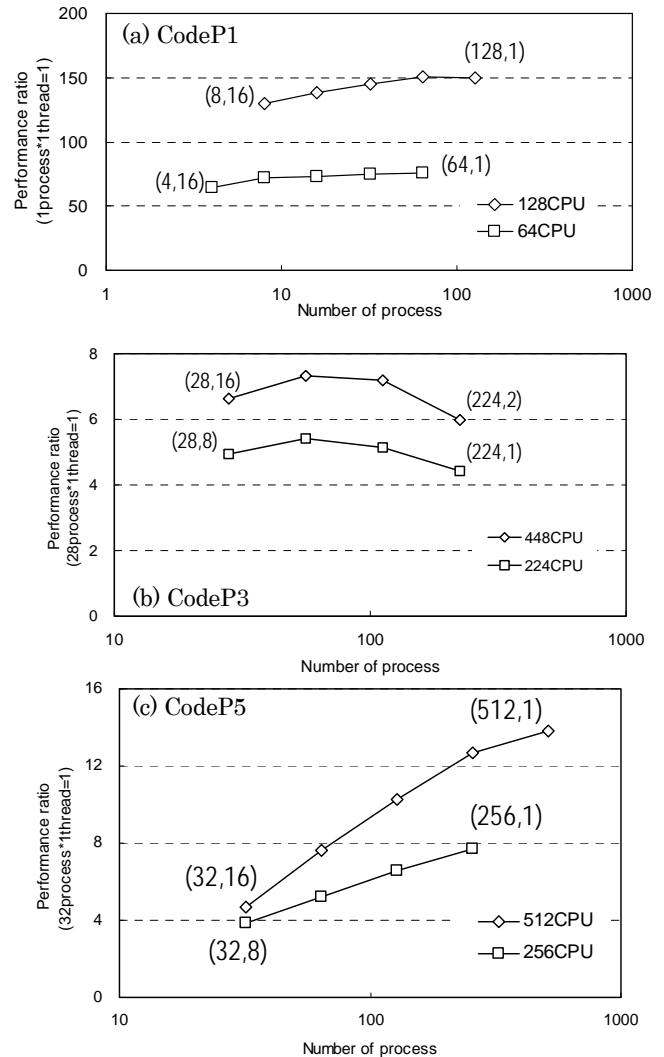 (a) CodeP1
Performance ratio
(1process*1thread=1)
200
150
100
50
0
(8,16)
(128,1)
(4,16)
(64,1)
128CPU
64CPU
1
10
100
1000
Number of process
Performance ratio
(28process*1thread=1)
8
6
4
2
0
(28,16)
(224,2)
(28,8)
(224,1)
448CPU
224CPU
(b) CodeP3
10
100
1000
Number of process
(c) CodeP5
Performance ratio
(32process*1thread=1)
16
12
8
4
0
(512,1)
(256,1)
(32,16)
(32,8)
512CPU
256CPU
10
100
1000
Number of process